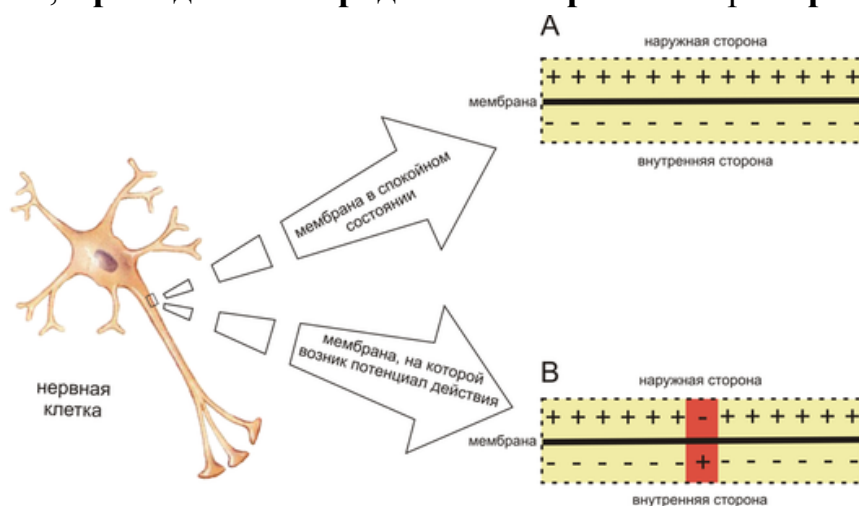 А
наружная сторона
+ + + + + + + + + + + + + +
мембрана
- - - - - - - - - - - - - -
внутренняя сторона
мембрана в спокойном
состоянии
мембрана, на которой
возник потенциал действия
нервная
клетка
В
наружная сторона
+ + + + + + + - + + + + + +
мембрана
- - - - - - - + - - - - - -
внутренняя сторона